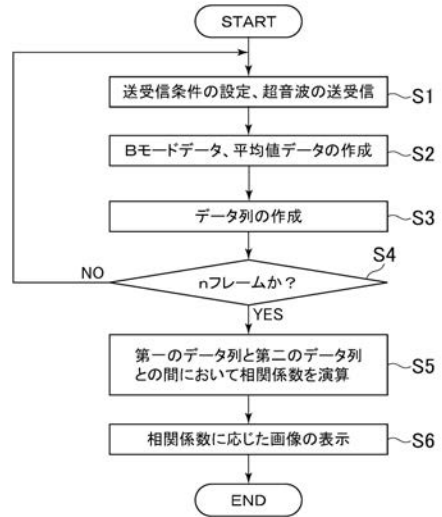 START
送受信条件の設定、超音波の送受信
S1
Bモードデータ、平均値データの作成
S2
データ列の作成
S3
S4
nフレームか？
NO
YES
第一のデータ列と第二のデータ列
との間において相関係数を演算
S5
相関係数に応じた画像の表示
S6
END